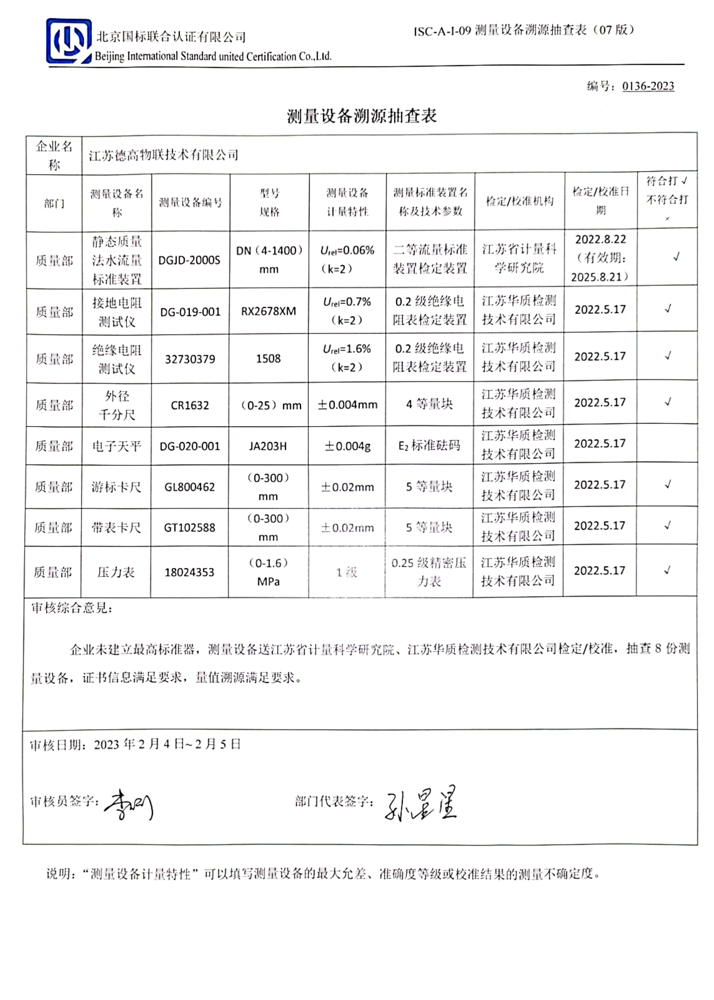 北京国标联合认证有限公司
ISC-A-I-09 测量设备溯源抽查表（07 版）
Beijing International Standard united Certification Co.,Ltd.
编号：0136-2023
测量设备溯源抽查表
企业名
称
江苏德高物联技术有限公司
部门
测量设备名
称
测量设备编号
型号
规格
测量设备
计量特性
测量标准装置名
称及技术参数
检定/校准机构
检定/校准日
期
符合打√
不符合打
×
质量部
静态质量
法水流量
标准装置
DGJD-2000S
DN（4-1400）
mm
Urel=0.06%
（k=2）
二等流量标准
装置检定装置
江苏省计量科
学研究院
2022.8.22
（有效期：
2025.8.21）
√
质量部
接地电阻
测试仪
DG-019-001
RX2678XM
Urel=0.7%
（k=2）
0.2 级绝缘电
阻表检定装置
江苏华质检测
技术有限公司
2022.5.17
√
质量部
绝缘电阻
测试仪
32730379
1508
Urel=1.6%
（k=2）
0.2 级绝缘电
阻表检定装置
江苏华质检测
技术有限公司
2022.5.17
√
质量部
外径
千分尺
CR1632
（0-25）mm
±0.004mm
4 等量块
江苏华质检测
技术有限公司
2022.5.17
√
质量部
电子天平
DG-020-001
JA203H
±0.004g
E2 标准砝码
江苏华质检测
技术有限公司
2022.5.17
质量部
游标卡尺
GL800462
（0-300）
mm
±0.02mm
5 等量块
江苏华质检测
技术有限公司
2022.5.17
√
质量部
带表卡尺
GT102588
（0-300）
mm
±0.02mm
5 等量块
江苏华质检测
技术有限公司
2022.5.17
√
质量部
压力表
18024353
（0-1.6）
MPa
1 级
0.25 级精密压
力表
江苏华质检测
技术有限公司
2022.5.17
√
审核综合意见：
企业未建立最高标准器，测量设备送江苏省计量科学研究院、江苏华质检测技术有限公司检定/校准，抽查 8 份测
量设备，证书信息满足要求，量值溯源满足要求。
审核日期：2023 年 2 月 4 日~ 2 月 5 日
审核员签字：
部门代表签字：孙星星
说明：“测量设备计量特性”可以填写测量设备的最大允差、准确度等级或校准结果的测量不确定度。